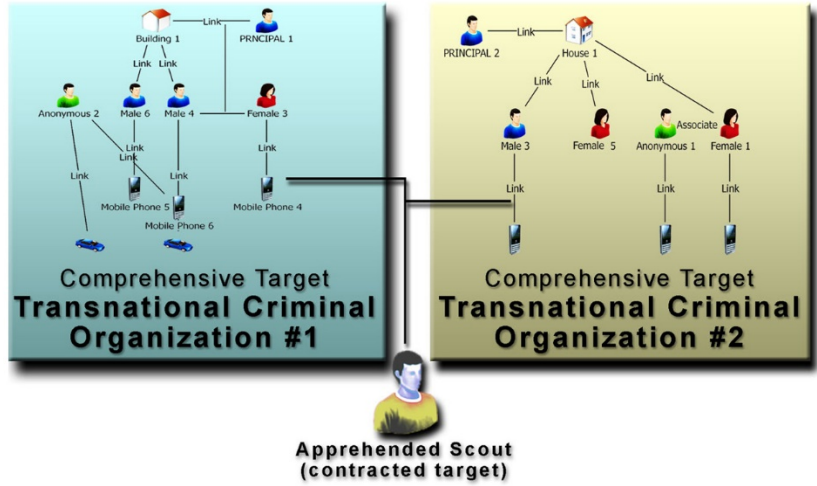 Link
Building 1
PRNCIPAL 1
Link
Link
Anonymous 2
Male 6
Male 4
Female 3
Link
Link
Link
Link
Link
Link
Mobile Phone 5
Mobile Phone 4
Mobile Phone 6
Comprehensive Target
Transnational Criminal
Organization #1
PRINCIPAL 2
Link
House 1
Link
Link
Link
Male 3
Female 5
Anonymous 1
Associate
Female 1
Link
Link
Link
Comprehensive Target
Transnational Criminal
Organization #2
Apprehended Scout
(contracted target)